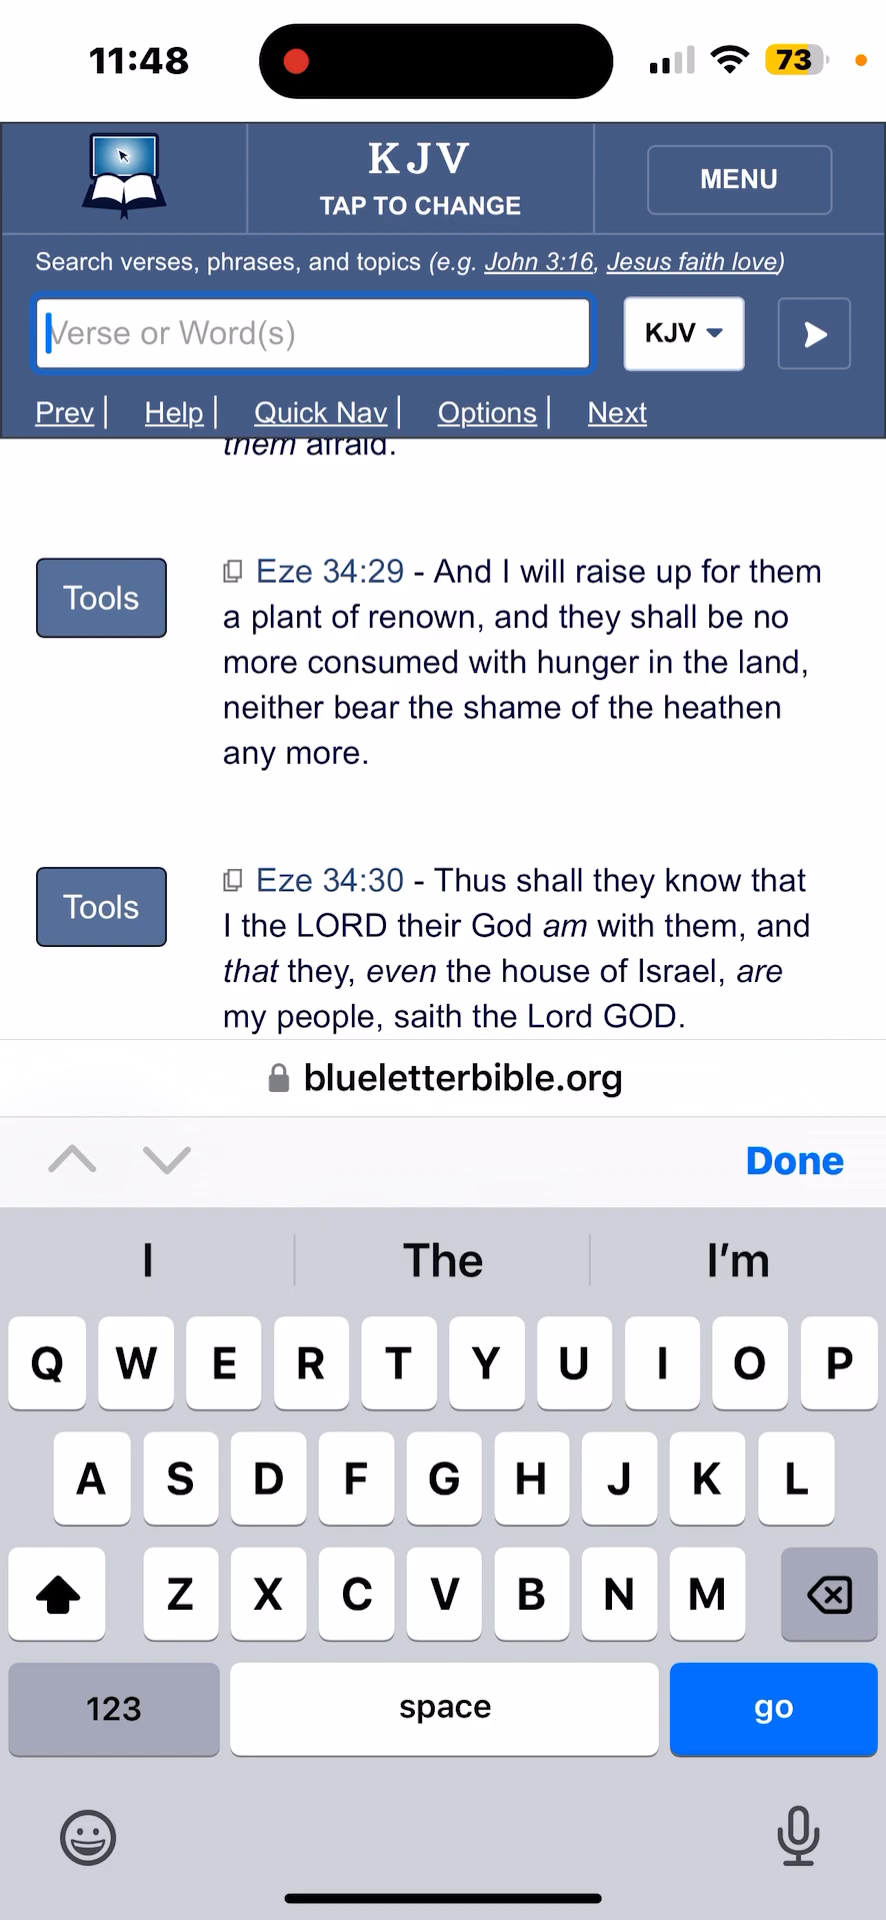 11:48
73
KJV
TAP TO CHANGE
MENU
Search verses, phrases, and topics (e.g. John 3:16, Jesus faith love)
Verse or Word(s)
KJV
Prev | Help | Quick Nav | Options | Next
them afraid.
Tools
Eze 34:29 - And I will raise up for them
a plant of renown, and they shall be no
more consumed with hunger in the land,
neither bear the shame of the heathen
any more.
Tools
Eze 34:30 - Thus shall they know that
I the LORD their God am with them, and
that they, even the house of Israel, are
my people, saith the Lord GOD.
blueletterbible.org
Done
I The I'm
Q W E R T Y U I O P
A S D F G H J K L
Z X C V B N M
123 space go